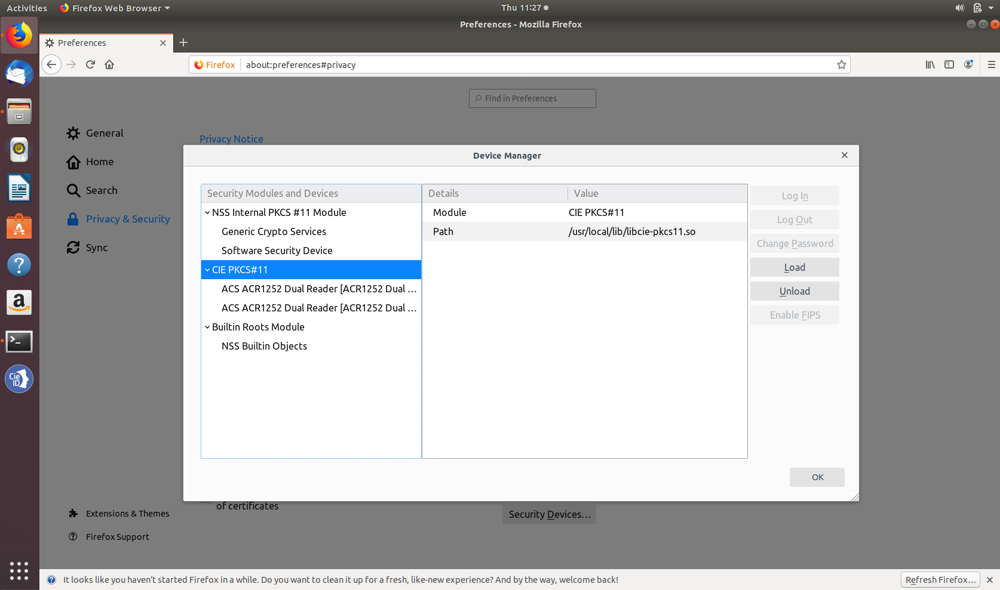 Activities
Firefox Web Browser
Thu 11:27
Preferences - Mozilla Firefox
Preferences
Firefox
about:preferences#privacy
Find in Preferences
General
Home
Search
Privacy & Security
Sync
Privacy Notice
Device Manager
Security Modules and Devices
Details
Value
NSS Internal PKCS #11 Module
Generic Crypto Services
Software Security Device
CIE PKCS#11
ACS ACR1252 Dual Reader [ACR1252 Dual …
ACS ACR1252 Dual Reader [ACR1252 Dual …
Builtin Roots Module
NSS Builtin Objects
Module
CIE PKCS#11
Path
/usr/local/lib/libcie-pkcs11.so
Log In
Log Out
Change Password
Load
Unload
Enable FIPS
OK
of certificates
Security Devices…
Extensions & Themes
Firefox Support
Cie
ID
It looks like you haven't started Firefox in a while. Do you want to clean it up for a fresh, like-new experience? And by the way, welcome back!
Refresh Firefox…